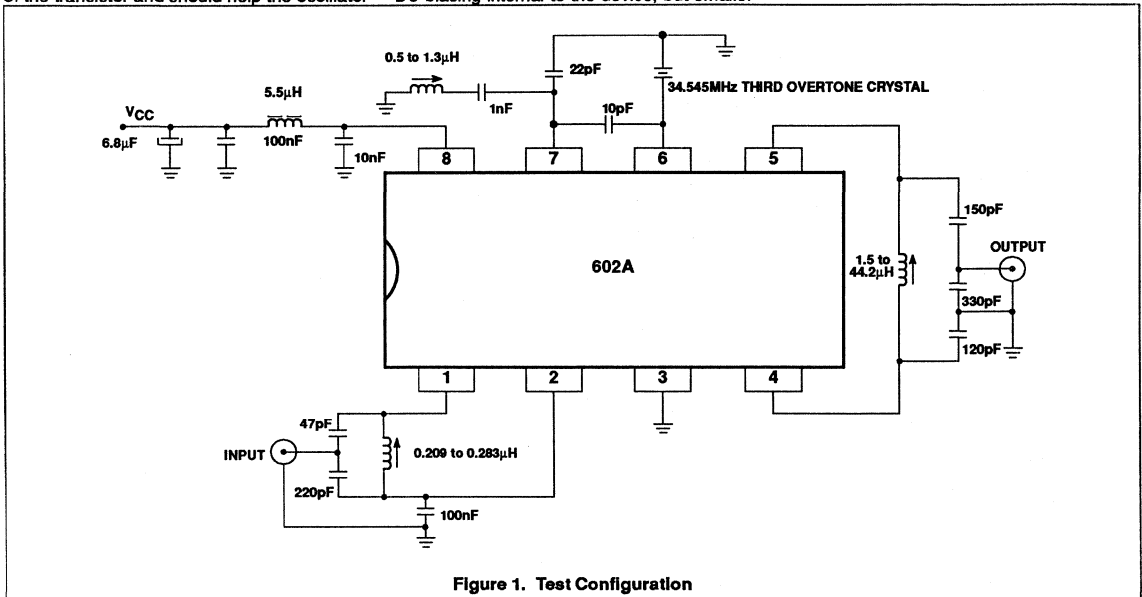 0.5 to 1.3µH
22pF
34.545MHz THIRD OVERTONE CRYSTAL
5.5µH
1nF
10pF
VCC
6.8µF
100nF
10nF
8
7
6
5
150pF
OUTPUT
602A
1.5 to
44.2µH
330pF
120pF
1
2
3
4
47pF
INPUT
0.209 to 0.283µH
220pF
100nF
Figure 1. Test Configuration